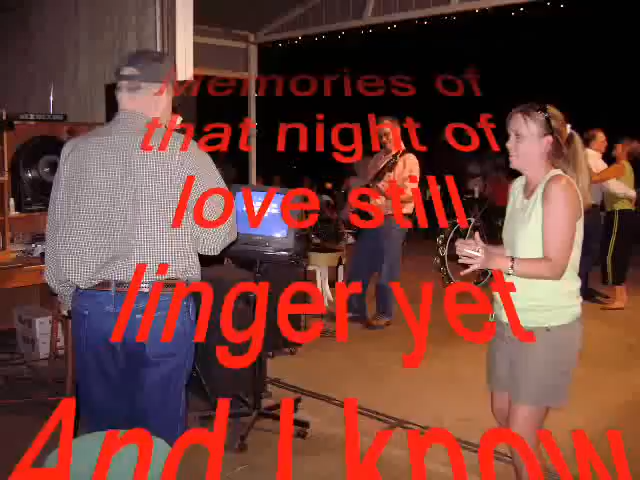 Memories of
that night of
love still
linger yet
And I know